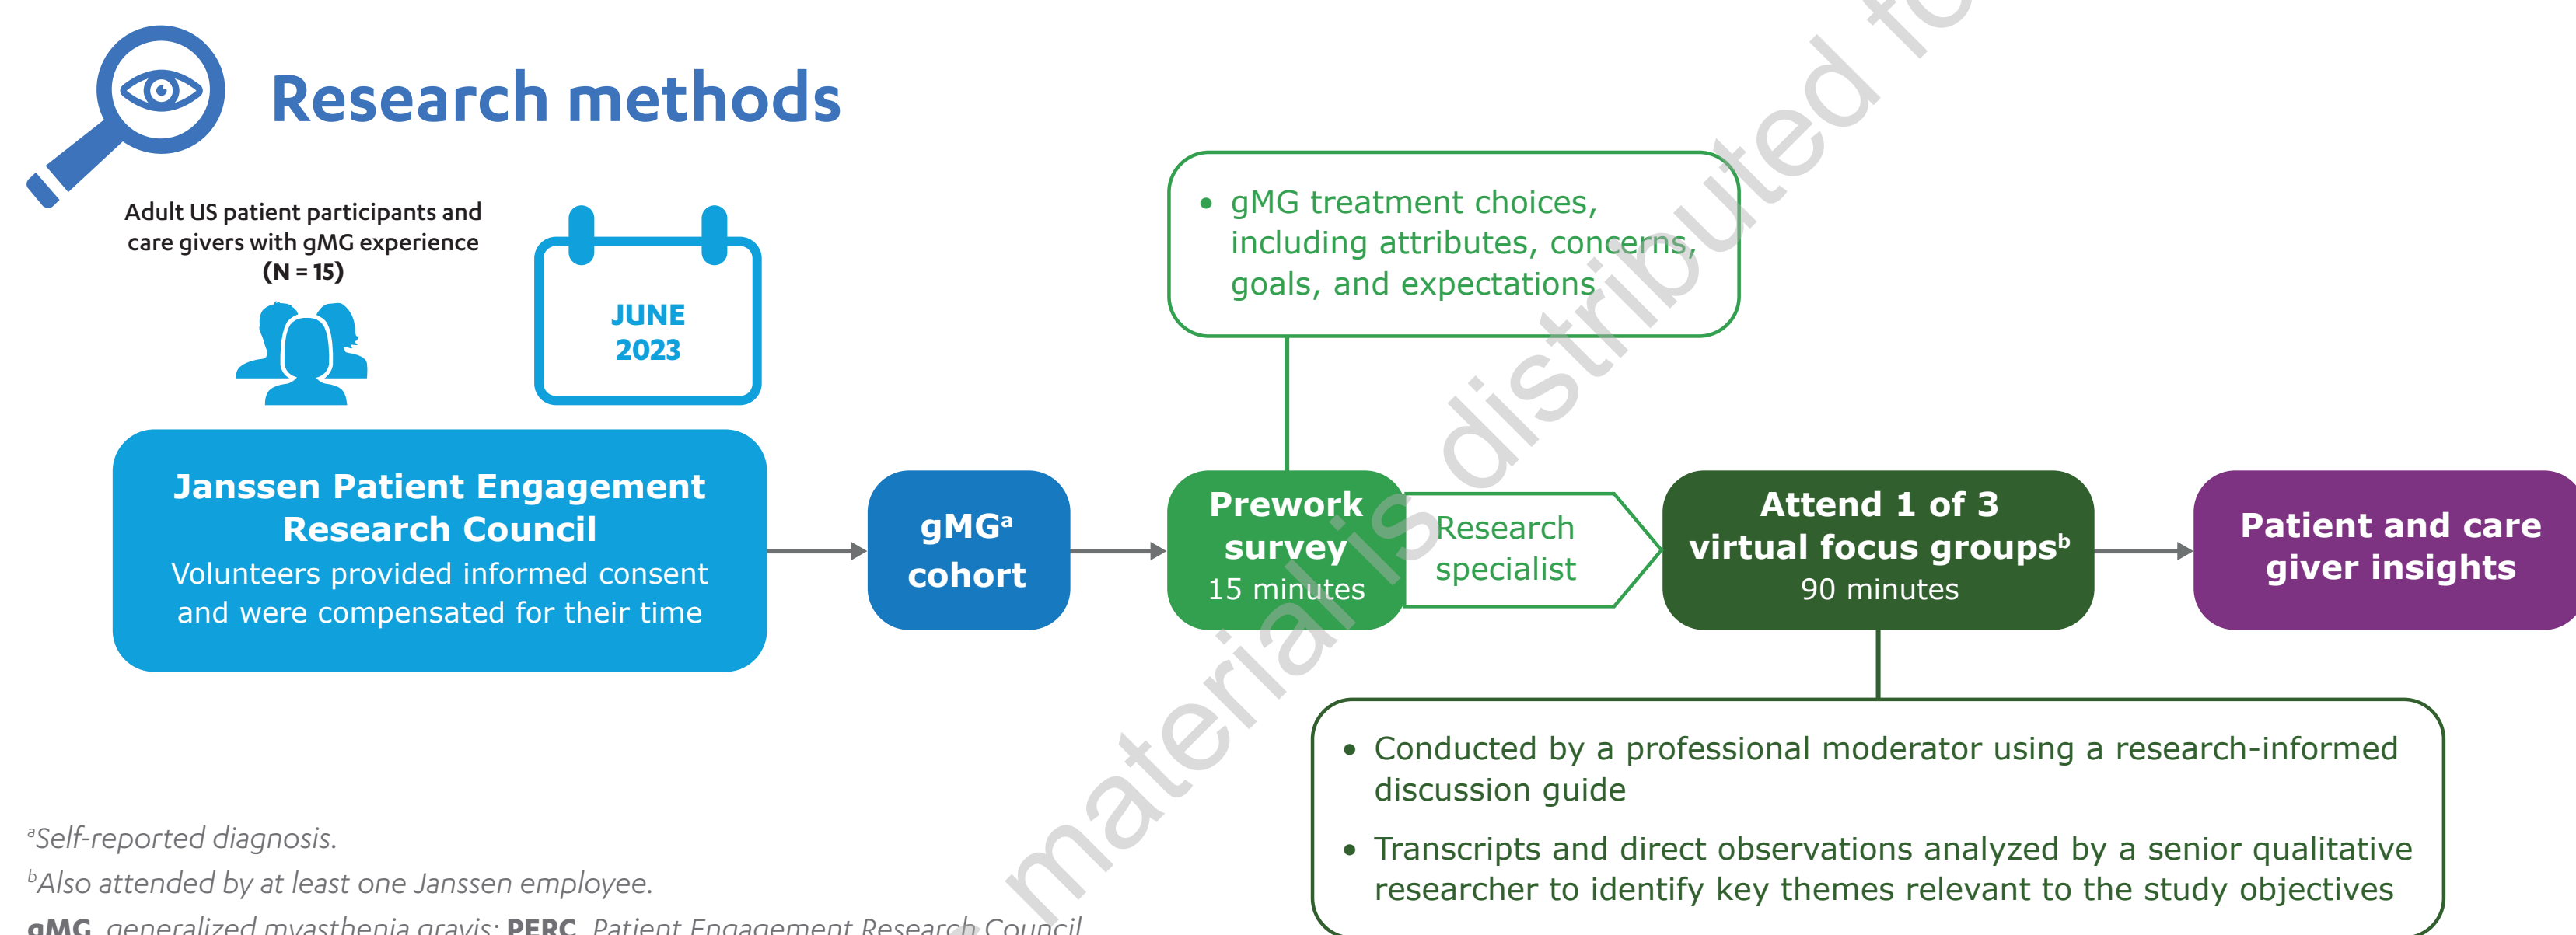 Research methods
Adult US patient participants and
care givers with gMG experience
(N = 15)
JUNE
2023
• gMG treatment choices,
including attributes, concerns,
goals, and expectations
Janssen Patient Engagement
Research Council
Volunteers provided informed consent
and were compensated for their time
gMGᵃ
cohort
Prework
survey
15 minutes
Research
specialist
Attend 1 of 3
virtual focus groupsᵇ
90 minutes
Patient and care
giver insights
• Conducted by a professional moderator using a research-informed
discussion guide
• Transcripts and direct observations analyzed by a senior qualitative
researcher to identify key themes relevant to the study objectives
ᵃSelf-reported diagnosis.
ᵇAlso attended by at least one Janssen employee.
gMG, generalized myasthenia gravis; PERC, Patient Engagement Research Council
material is distributed